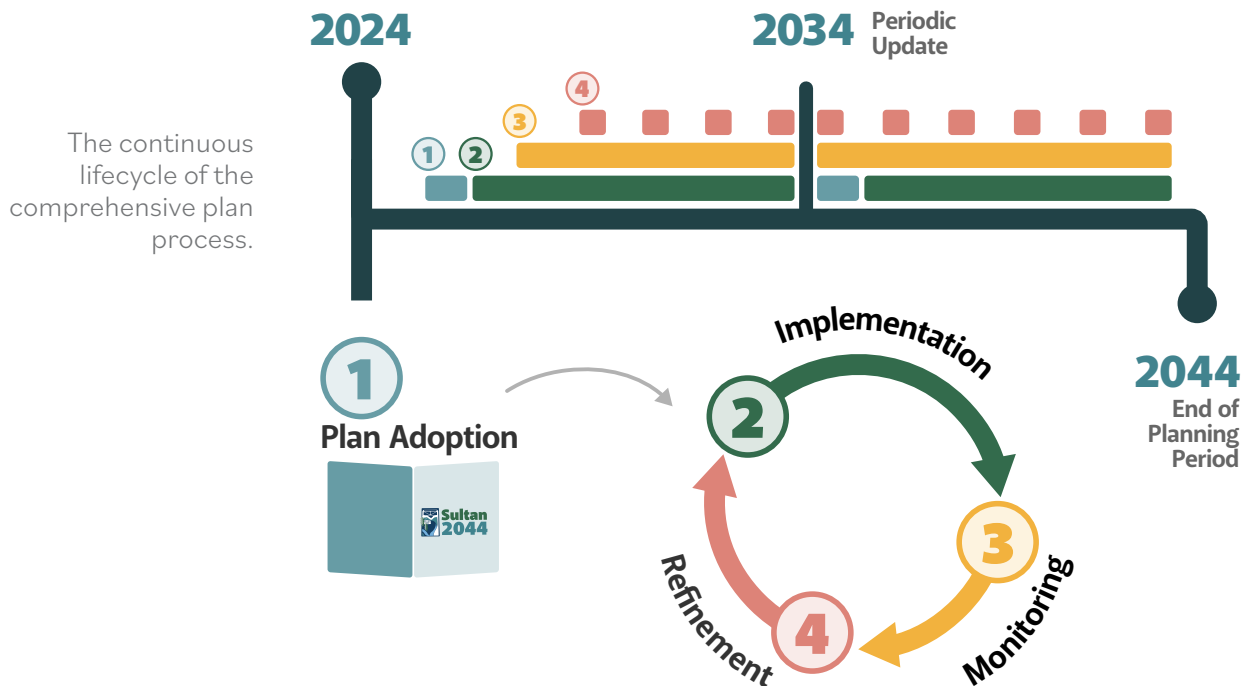 2024
2034
Periodic
Update
The continuous
lifecycle of the
comprehensive plan
process.
4
3
1
2
1
Plan Adoption
Sultan
2044
Implementation
2
3
Monitoring
4
Refinement
2044
End of
Planning
Period